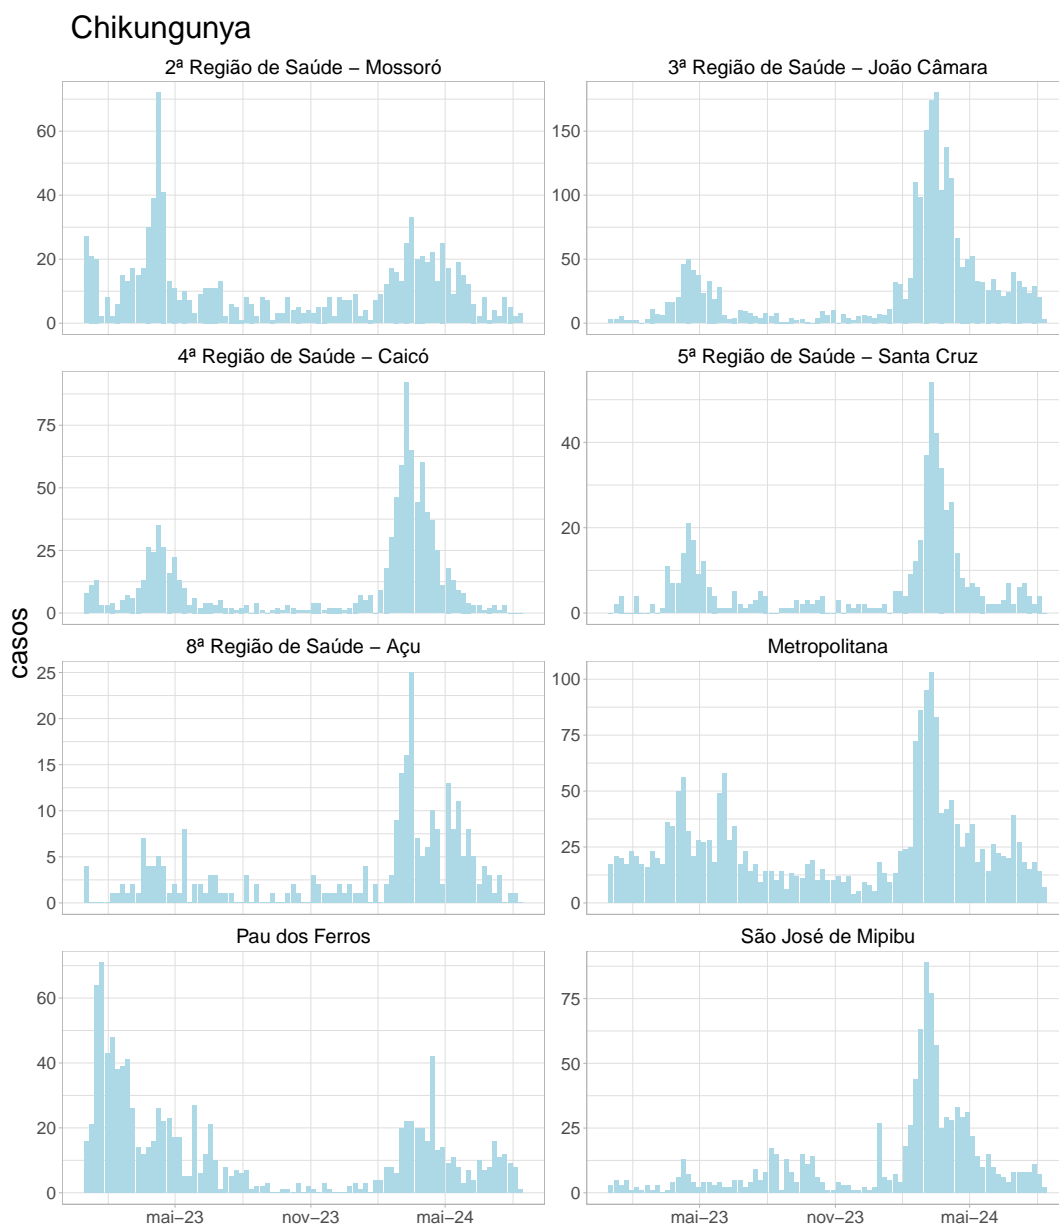 Chikungunya
2ª Região de Saúde − Mossoró
3ª Região de Saúde − João Câmara
60
40
20
0
150
100
50
0
4ª Região de Saúde − Caicó
5ª Região de Saúde − Santa Cruz
75
50
25
0
40
20
0
casos
8ª Região de Saúde − Açu
Metropolitana
25
20
15
10
5
0
100
75
50
25
0
Pau dos Ferros
São José de Mipibu
60
40
20
0
75
50
25
0
mai−23 nov−23 mai−24
mai−23 nov−23 mai−24